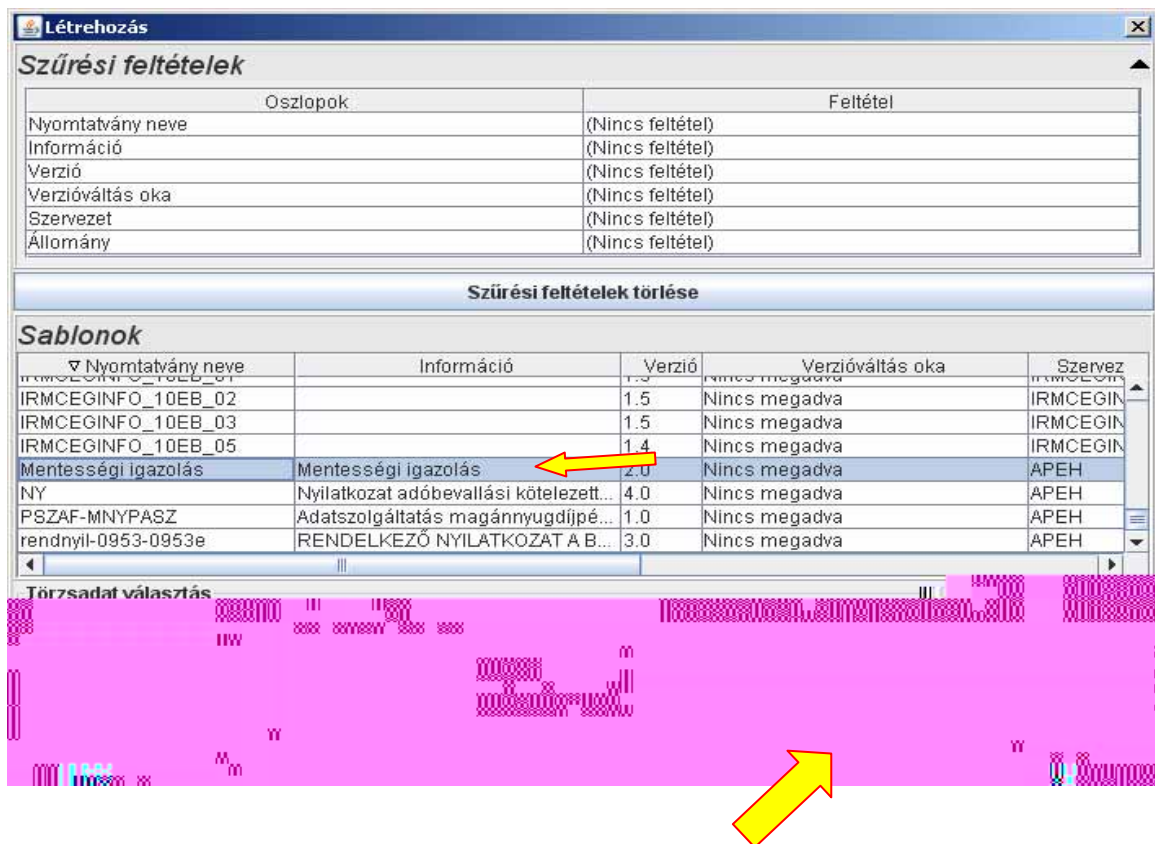 Létrehozás
Szűrési feltételek
Oszlopok Feltétel
Nyomtatvány neve (Nincs feltétel)
Információ (Nincs feltétel)
Verzió (Nincs feltétel)
Verzióváltás oka (Nincs feltétel)
Szervezet (Nincs feltétel)
Állomány (Nincs feltétel)
Szűrési feltételek törlése
Sablonok
Nyomtatvány neve Információ Verzió Verzióváltás oka Szervez
IRMCEGINFO_10EB_02 1.5 Nincs megadva IRMCEGIN
IRMCEGINFO_10EB_03 1.5 Nincs megadva IRMCEGIN
IRMCEGINFO_10EB_05 1.4 Nincs megadva IRMCEGIN
Mentességi igazolás Mentességi igazolás 2.0 Nincs megadva APEH
NY Nyilatkozat adóbevallási kötelezett... 4.0 Nincs megadva APEH
PSZAF-MNYPASZ Adatszolgáltatás magánnyugdíjpé... 1.0 Nincs megadva APEH
rendnyil-0953-0953e RENDELKEZŐ NYILATKOZAT A B... 3.0 Nincs megadva APEH
Törzsadat választás